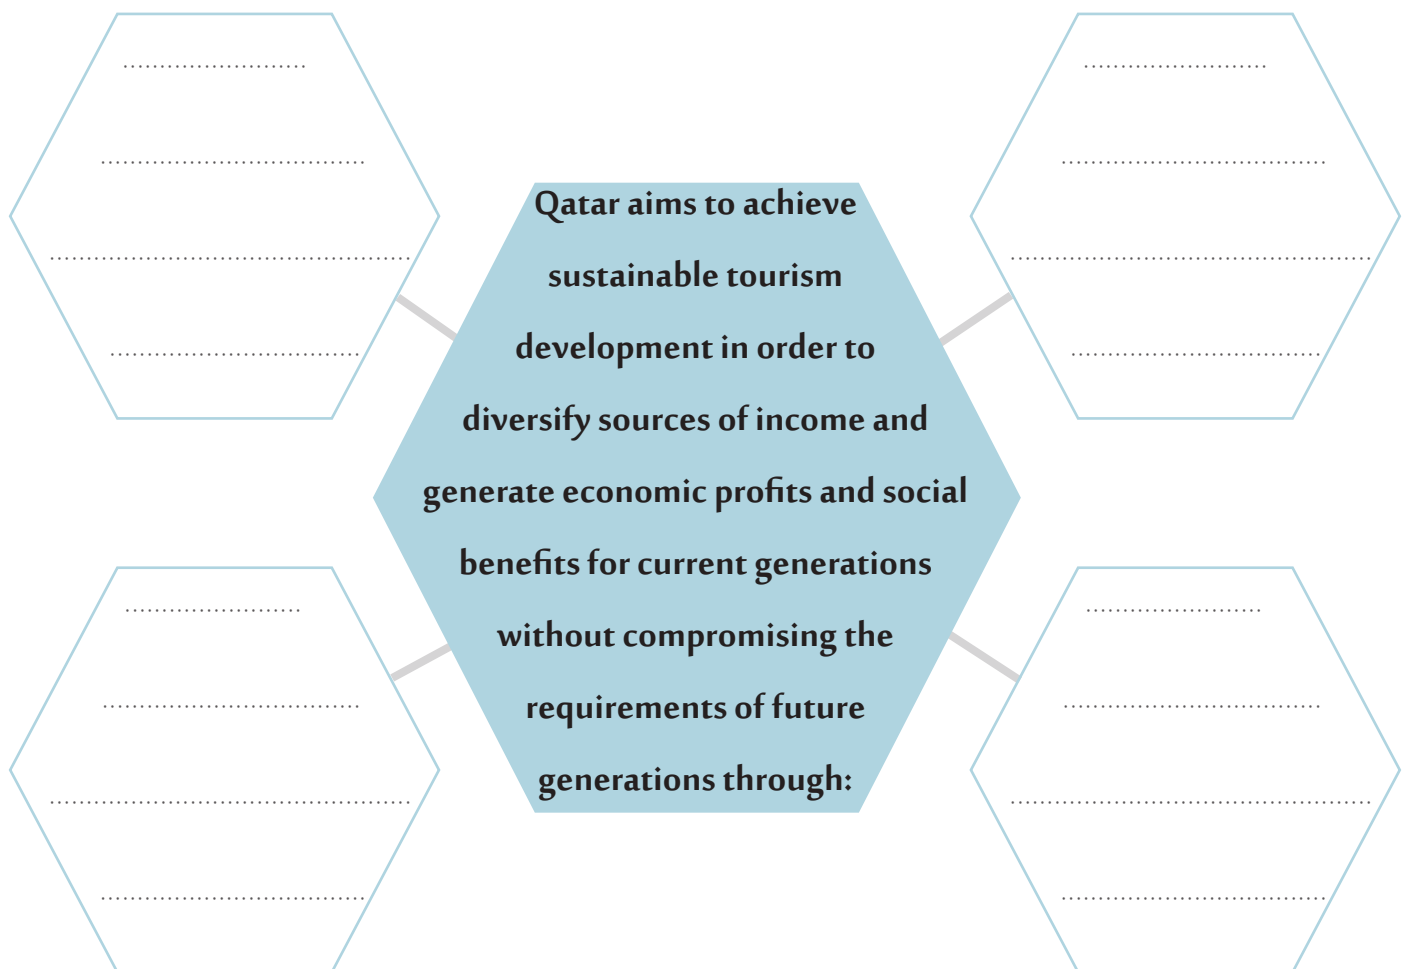 Qatar aims to achieve
sustainable tourism
development in order to
diversify sources of income and
generate economic profits and social
benefits for current generations
without compromising the
requirements of future
generations through: